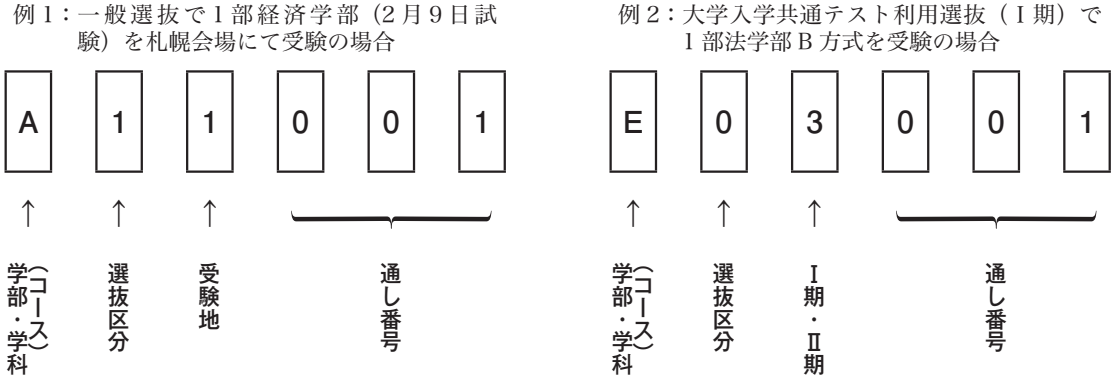 例1：一般選抜で1部経済学部（2月9日試
験）を札幌会場にて受験の場合
A 1 1 0 0 1
↑ ↑ ↑
学部・学科（コース）
選抜区分
受験地
通し番号
例2：大学入学共通テスト利用選抜（Ⅰ期）で
1部法学部B方式を受験の場合
E 0 3 0 0 1
↑ ↑ ↑
学部・学科（コース）
選抜区分
Ⅰ期・Ⅱ期
通し番号